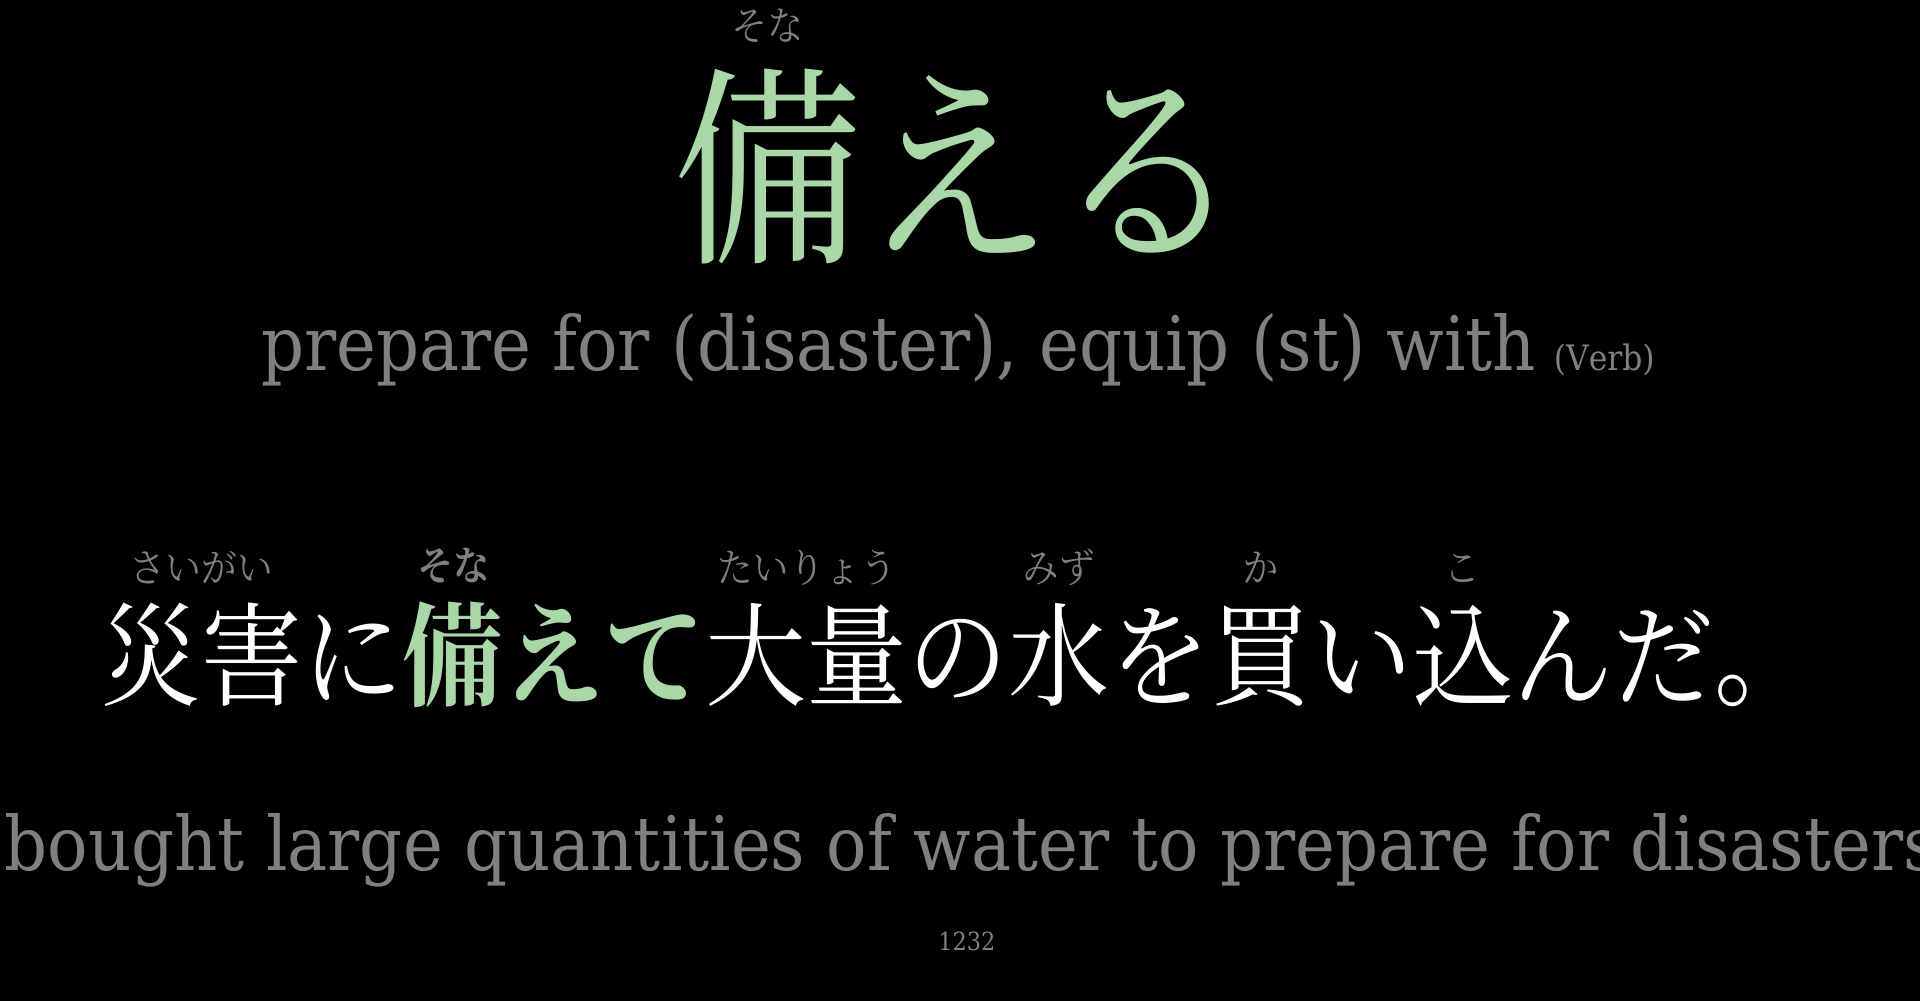 そな
備える
prepare for (disaster), equip (st) with (Verb)
さいがい そな たいりょう みず か こ
災害に備えて大量の水を買い込んだ。
bought large quantities of water to prepare for disasters
1232